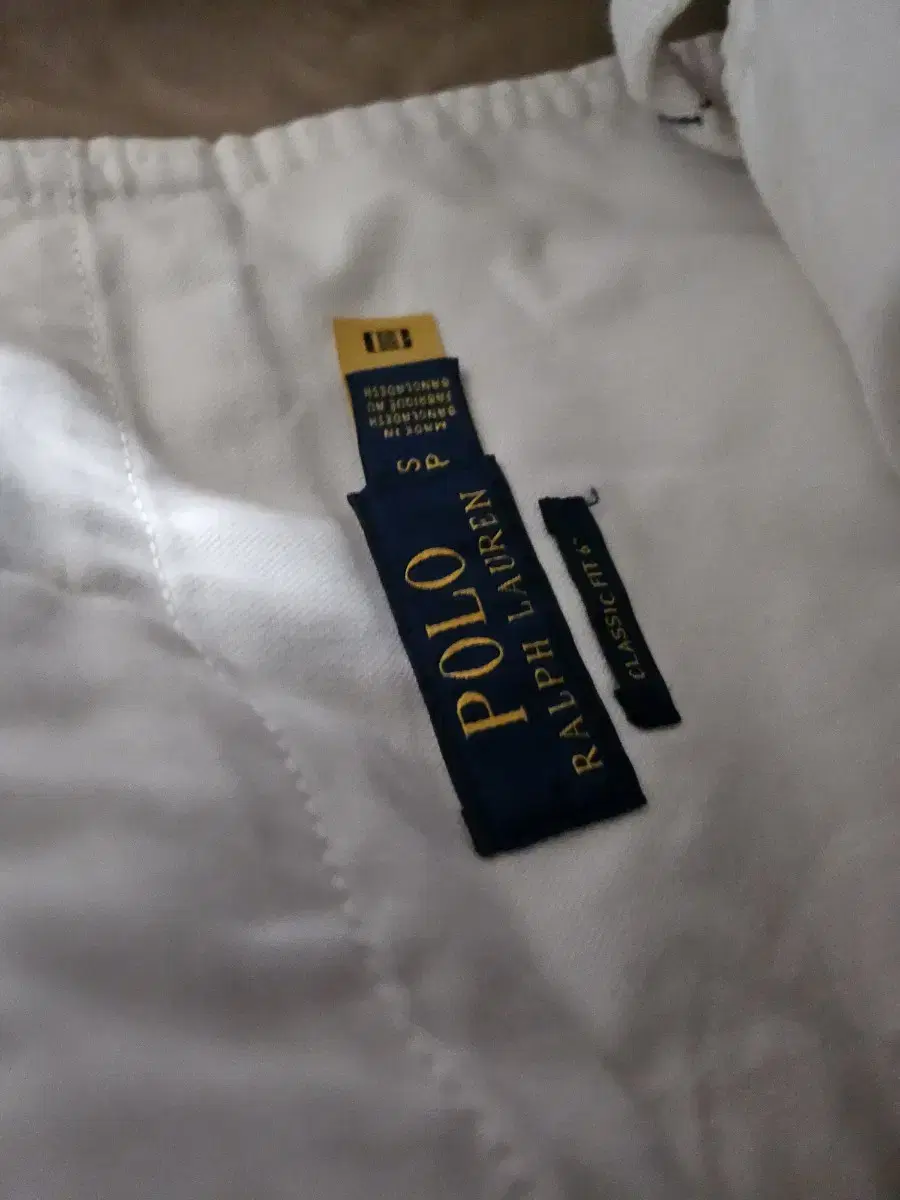 POLO
RALPH LAUREN
S
P
MADE IN
BANGLADESH
FABRIQUÉ AU
BANGLADESH
CLASSIC FIT 6"